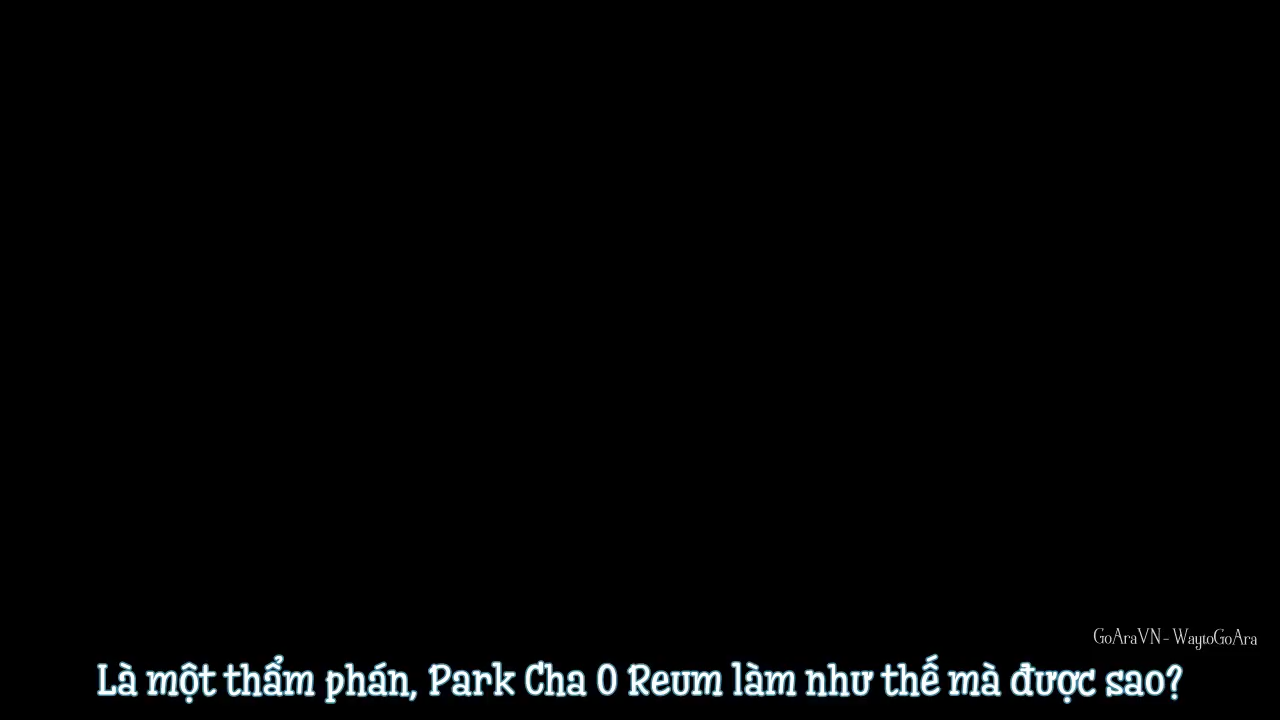 GoAraVN - WaytoGoAra
Là một thẩm phán, Park Cha O Reum làm như thế mà được sao?